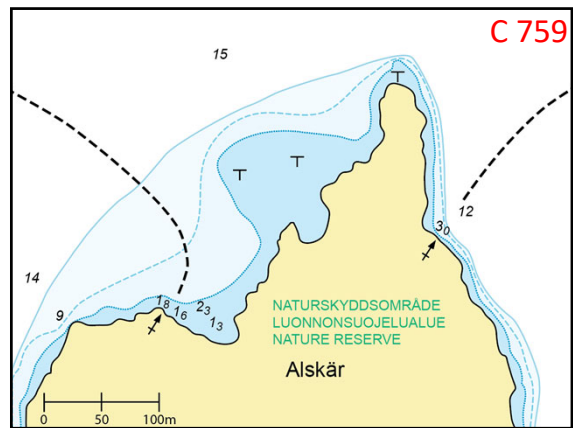 C 759
15
T
T
T
12
3₀
14
9
1₈
1₆
2₃
1₃
NATURSKYDDSOMRÅDE
LUONNONSUOJELUALUE
NATURE RESERVE
Alskär
0 50 100m